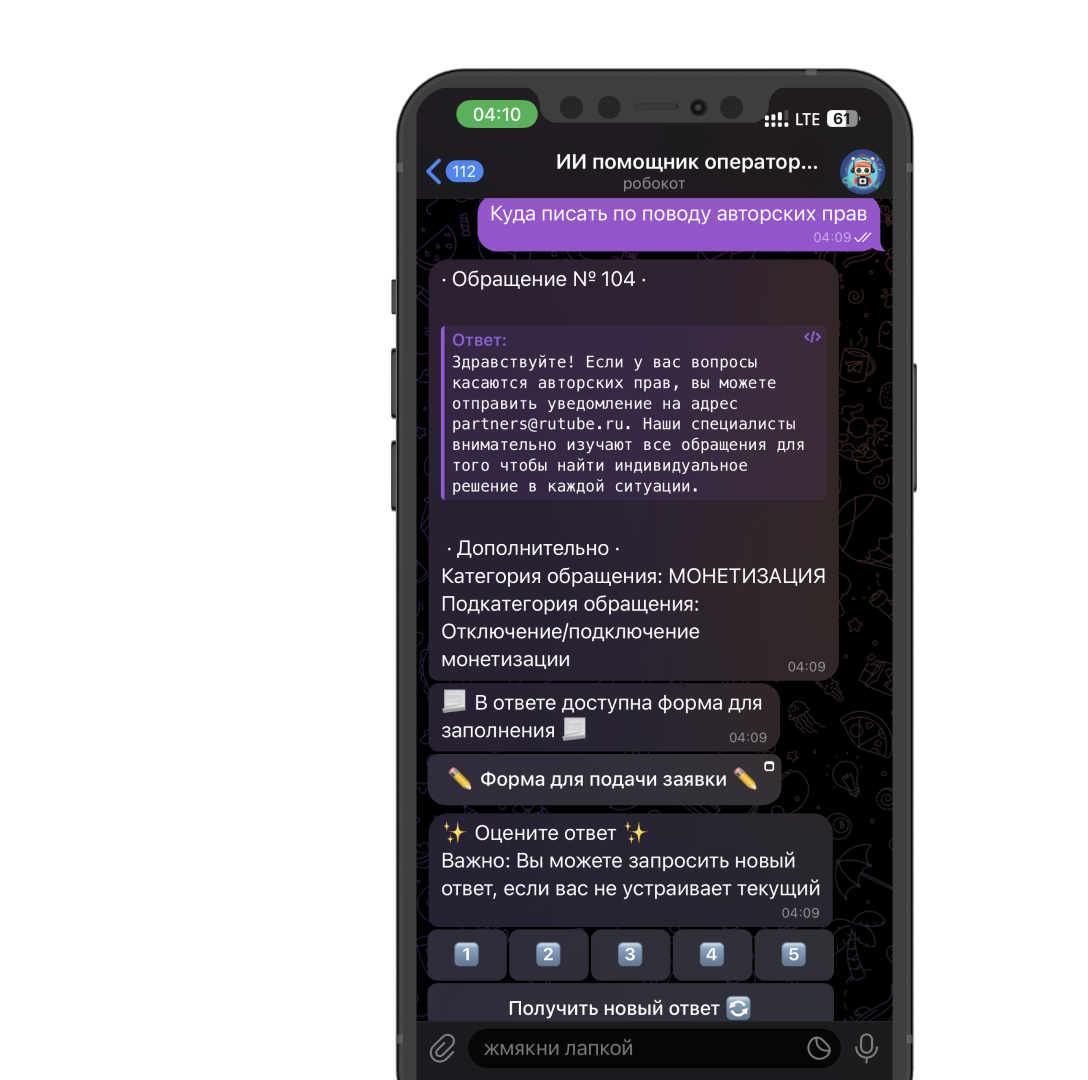 04:10
LTE 61
112
ИИ помощник оператор...
робокот
Куда писать по поводу авторских прав
04:09
· Обращение № 104 ·
Ответ:
Здравствуйте! Если у вас вопросы
касаются авторских прав, вы можете
отправить уведомление на адрес
partners@rutube.ru. Наши специалисты
внимательно изучают все обращения для
того чтобы найти индивидуальное
решение в каждой ситуации.
· Дополнительно ·
Категория обращения: МОНЕТИЗАЦИЯ
Подкатегория обращения:
Отключение/подключение
монетизации
04:09
В ответе доступна форма для
заполнения
04:09
Форма для подачи заявки
✨ Оцените ответ ✨
Важно: Вы можете запросить новый
ответ, если вас не устраивает текущий
04:09
1 2 3 4 5
Получить новый ответ
жмякни лапкой